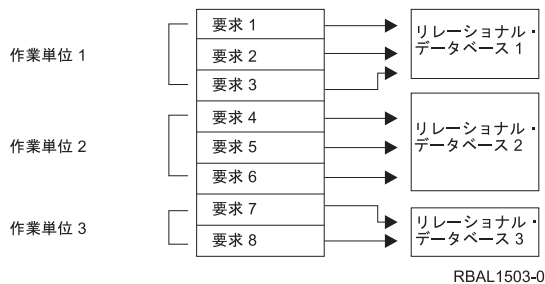 作業単位 1
要求 1
要求 2
要求 3
リレーショナル・
データベース 1
作業単位 2
要求 4
要求 5
要求 6
リレーショナル・
データベース 2
作業単位 3
要求 7
要求 8
リレーショナル・
データベース 3
RBAL1503-0